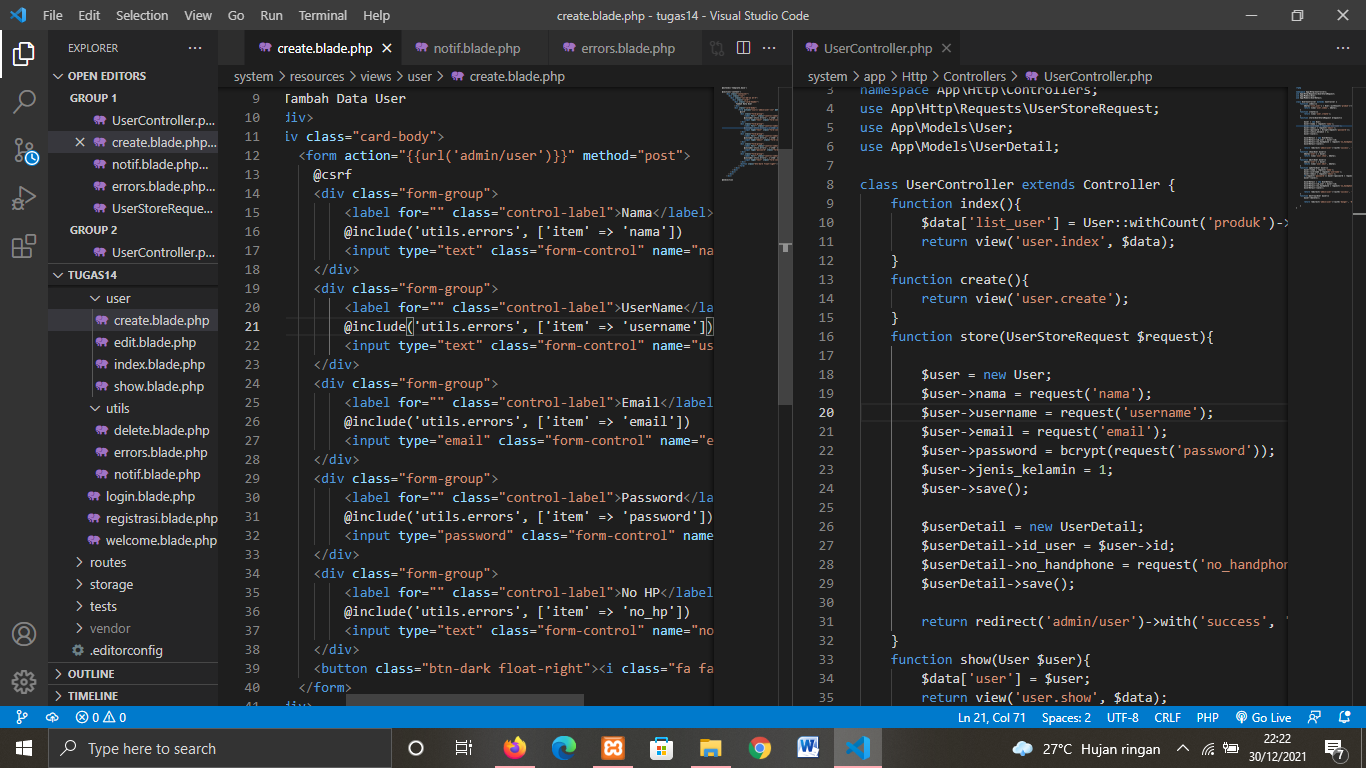 File Edit Selection View Go Run Terminal Help create.blade.php - tugas14 - Visual Studio Code
EXPLORER
OPEN EDITORS
GROUP 1
UserController.p...
create.blade.php...
notif.blade.php...
errors.blade.php...
UserStoreReque...
GROUP 2
UserController.p...
TUGAS14
user
create.blade.php
edit.blade.php
index.blade.php
show.blade.php
utils
delete.blade.php
errors.blade.php
notif.blade.php
login.blade.php
registrasi.blade.php
welcome.blade.php
routes
storage
tests
vendor
.editorconfig
OUTLINE
TIMELINE
create.blade.php notif.blade.php errors.blade.php
system > resources > views > user > create.blade.php
9 Tambah Data User
10 div>
11 iv class="card-body">
12 <form action="{{url('admin/user')}}" method="post">
13 @csrf
14 <div class="form-group">
15 <label for="" class="control-label">Nama</label>
16 @include('utils.errors', ['item' => 'nama'])
17 <input type="text" class="form-control" name="na
18 </div>
19 <div class="form-group">
20 <label for="" class="control-label">UserName</la
21 @include('utils.errors', ['item' => 'username'])
22 <input type="text" class="form-control" name="us
23 </div>
24 <div class="form-group">
25 <label for="" class="control-label">Email</label
26 @include('utils.errors', ['item' => 'email'])
27 <input type="email" class="form-control" name="e
28 </div>
29 <div class="form-group">
30 <label for="" class="control-label">Password</la
31 @include('utils.errors', ['item' => 'password'])
32 <input type="password" class="form-control" name
33 </div>
34 <div class="form-group">
35 <label for="" class="control-label">No HP</label
36 @include('utils.errors', ['item' => 'no_hp'])
37 <input type="text" class="form-control" name="no
38 </div>
39 <button class="btn-dark float-right"><i class="fa fa
40 </form>
41 div>
UserController.php
system > app > Http > Controllers > UserController.php
3 namespace App\Http\Controllers;
4 use App\Http\Requests\UserStoreRequest;
5 use App\Models\User;
6 use App\Models\UserDetail;
7
8 class UserController extends Controller {
9 function index(){
10 $data['list_user'] = User::withCount('produk')->
11 return view('user.index', $data);
12 }
13 function create(){
14 return view('user.create');
15 }
16 function store(UserStoreRequest $request){
17
18 $user = new User;
19 $user->nama = request('nama');
20 $user->username = request('username');
21 $user->email = request('email');
22 $user->password = bcrypt(request('password'));
23 $user->jenis_kelamin = 1;
24 $user->save();
25
26 $userDetail = new UserDetail;
27 $userDetail->id_user = $user->id;
28 $userDetail->no_handphone = request('no_handphon
29 $userDetail->save();
30
31 return redirect('admin/user')->with('success', '
32 }
33 function show(User $user){
34 $data['user'] = $user;
35 return view('user.show', $data);
0 0 Ln 21, Col 71 Spaces: 2 UTF-8 CRLF PHP Go Live
Type here to search 27°C Hujan ringan 22:22
30/12/2021
7